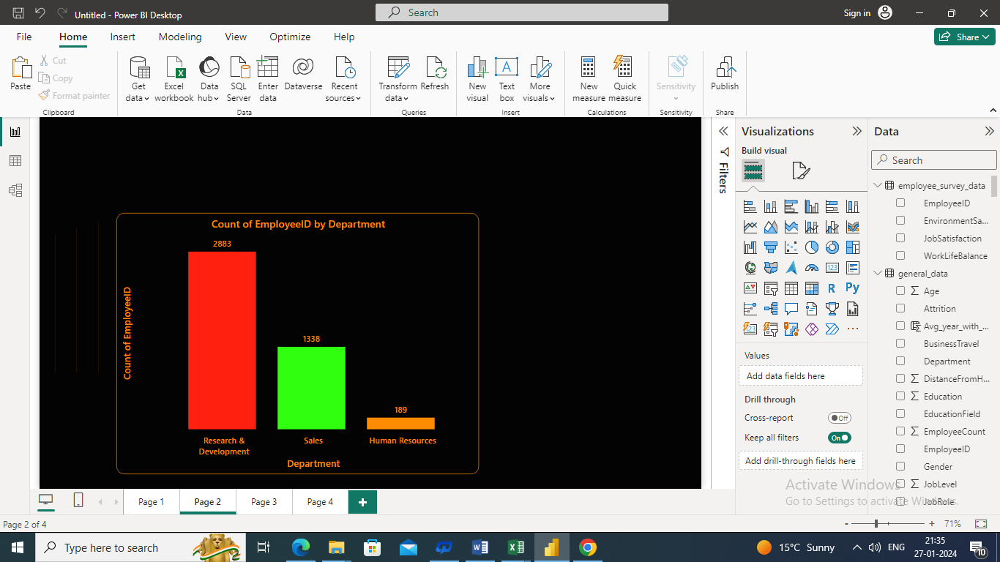 Untitled - Power BI Desktop
Search
Sign in
File Home Insert Modeling View Optimize Help
Share
Paste
Cut
Copy
Format painter
Get data
Excel workbook
Data hub
SQL Server
Enter data
Dataverse
Recent sources
Transform data
Refresh
New visual
Text box
More visuals
New measure
Quick measure
Sensitivity
Publish
Clipboard Data Queries Insert Calculations Sensitivity Share
Count of EmployeeID by Department
2883
1338
189
Count of EmployeeID
Research & Development
Sales
Human Resources
Department
Filters
Visualizations
Build visual
123
R
Py
123
Values
Add data fields here
Drill through
Cross-report Off
Keep all filters On
Add drill-through fields here
Data
Search
employee_survey_data
EmployeeID
EnvironmentSa...
JobSatisfaction
WorkLifeBalance
general_data
Age
Attrition
Avg_year_with_...
BusinessTravel
Department
DistanceFromH...
Education
EducationField
EmployeeCount
EmployeeID
Gender
JobLevel
JobRole
Activate Windows
Go to Settings to activate Windows.
Page 1 Page 2 Page 3 Page 4 +
Page 2 of 4
- + 71%
Type here to search
15°C Sunny
ENG
21:35
27-01-2024
10